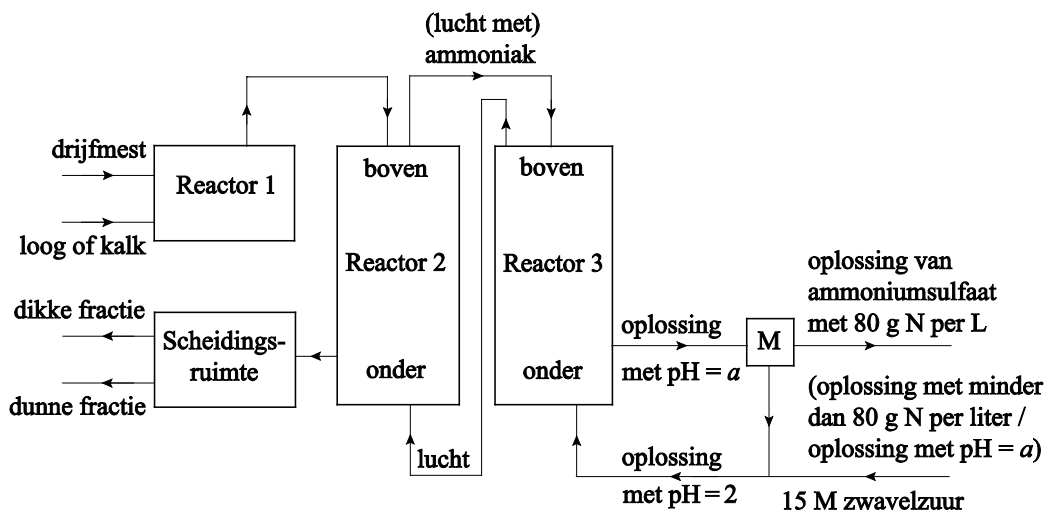 (lucht met)
ammoniak
drijfmest
Reactor 1
loog of kalk
boven
Reactor 2
onder
boven
Reactor 3
onder
dikke fractie
Scheidings-
ruimte
dunne fractie
lucht
oplossing
met pH = a
M
oplossing van
ammoniumsulfaat
met 80 g N per L
(oplossing met minder
dan 80 g N per liter /
oplossing met pH = a)
oplossing
met pH = 2
15 M zwavelzuur